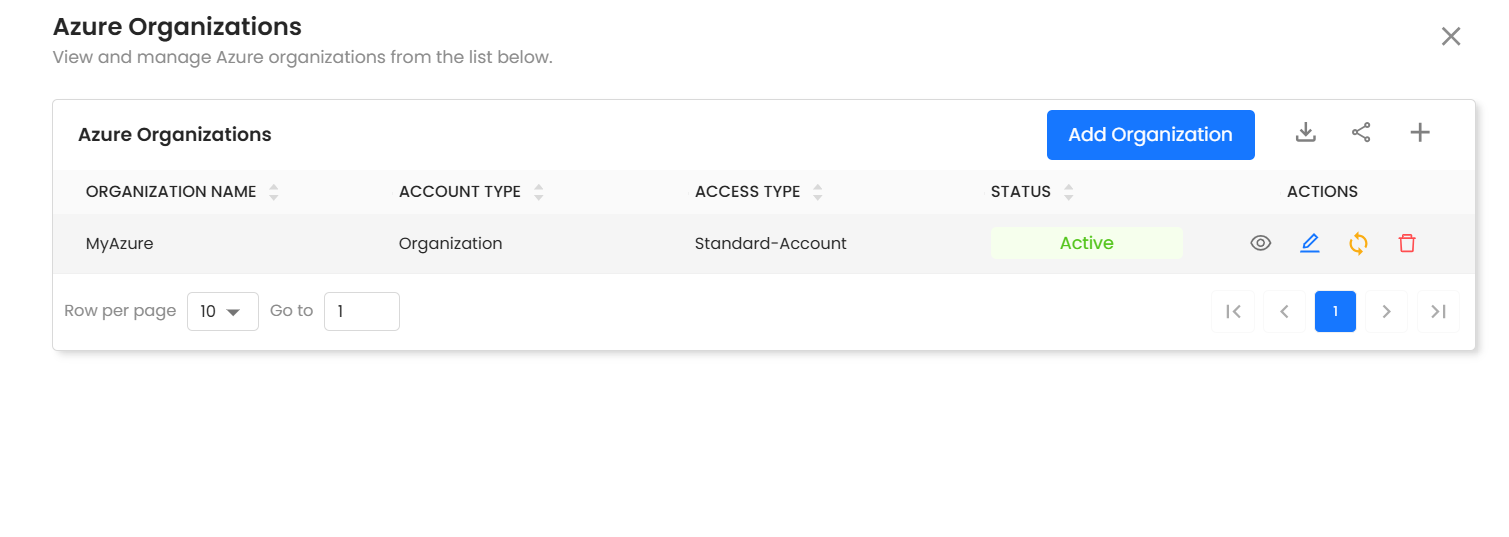 Azure Organizations
View and manage Azure organizations from the list below.
Azure Organizations
Add Organization
ORGANIZATION NAME ACCOUNT TYPE ACCESS TYPE STATUS ACTIONS
MyAzure Organization Standard-Account Active
Row per page 10 Go to 1 1